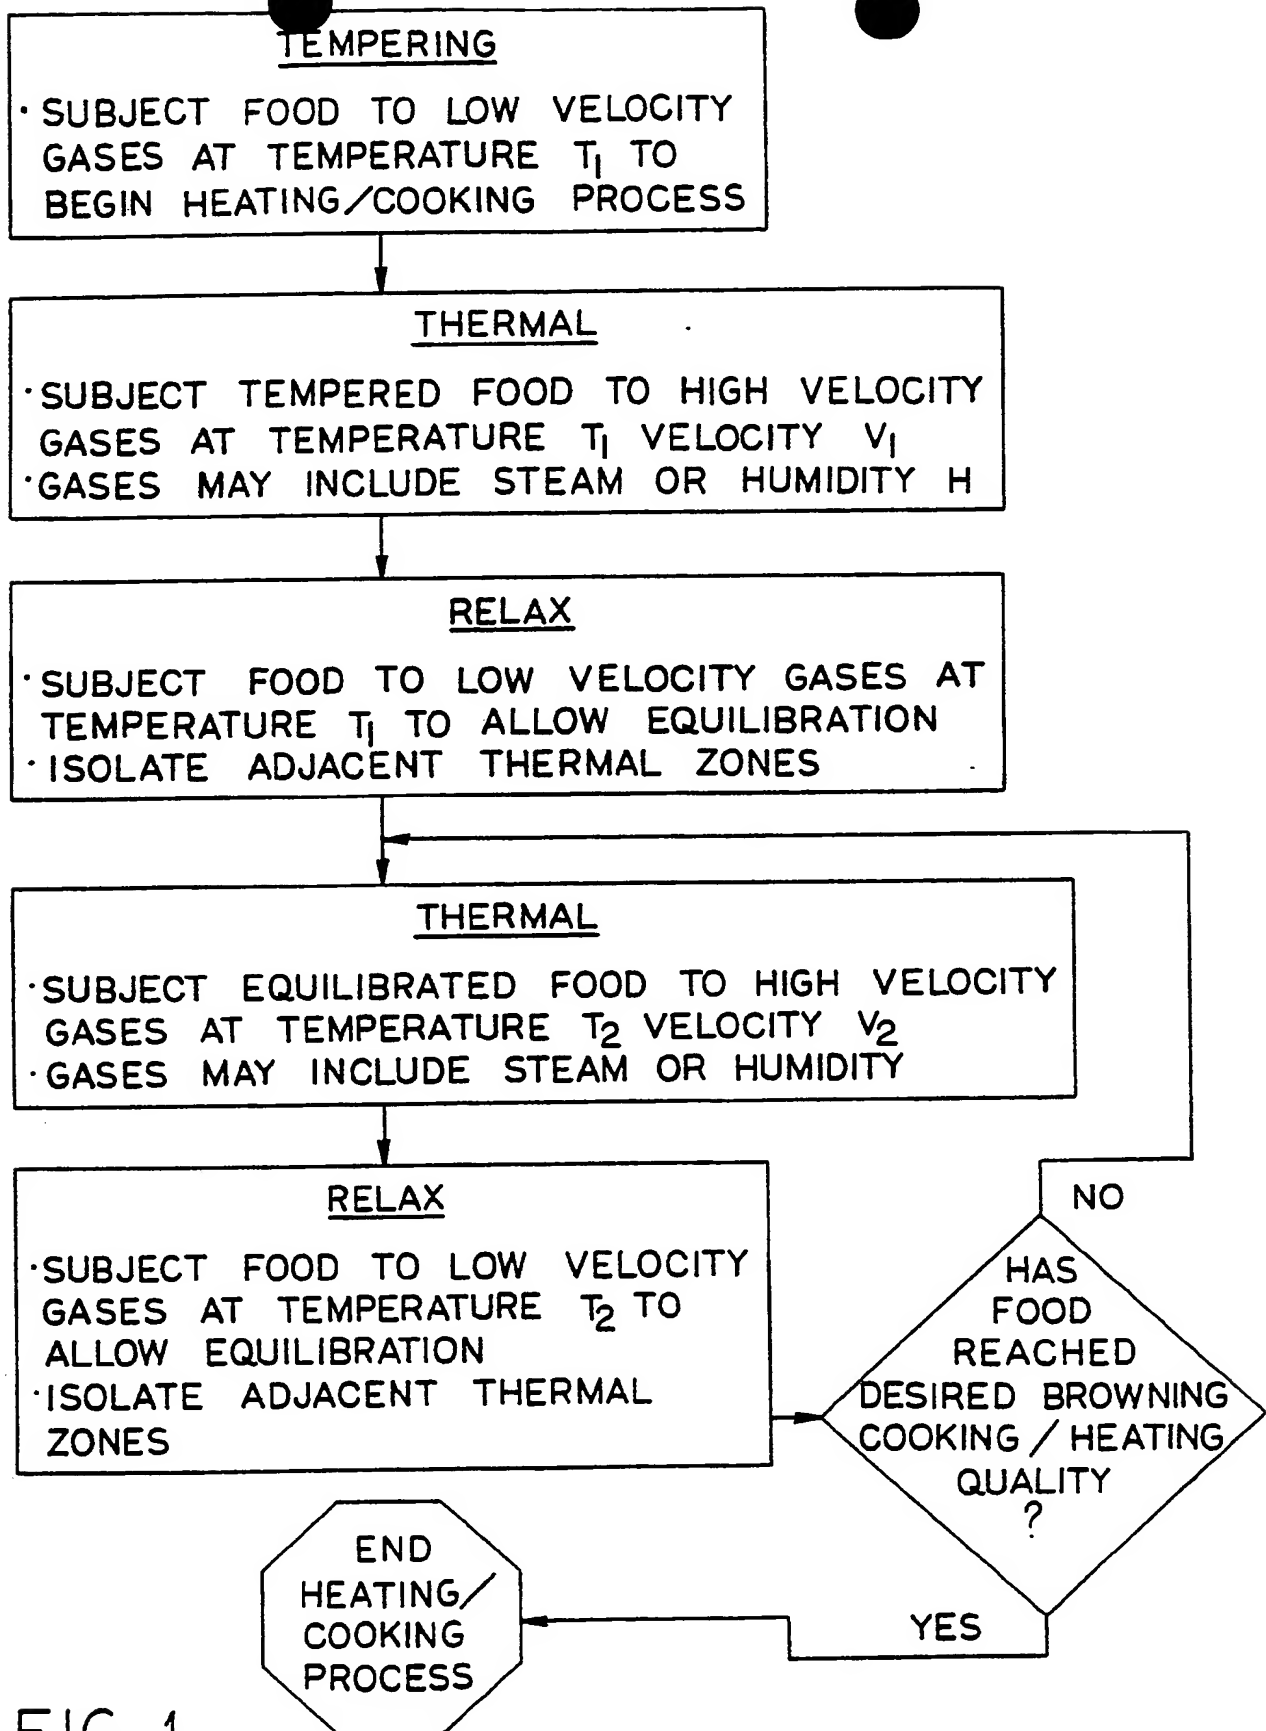 TEMPERING
· SUBJECT FOOD TO LOW VELOCITY
GASES AT TEMPERATURE T1 TO
BEGIN HEATING/COOKING PROCESS
THERMAL
· SUBJECT TEMPERED FOOD TO HIGH VELOCITY
GASES AT TEMPERATURE T1 VELOCITY V1
· GASES MAY INCLUDE STEAM OR HUMIDITY H
RELAX
· SUBJECT FOOD TO LOW VELOCITY GASES AT
TEMPERATURE T1 TO ALLOW EQUILIBRATION
· ISOLATE ADJACENT THERMAL ZONES
THERMAL
· SUBJECT EQUILIBRATED FOOD TO HIGH VELOCITY
GASES AT TEMPERATURE T2 VELOCITY V2
· GASES MAY INCLUDE STEAM OR HUMIDITY
RELAX
· SUBJECT FOOD TO LOW VELOCITY
GASES AT TEMPERATURE T2 TO
ALLOW EQUILIBRATION
· ISOLATE ADJACENT THERMAL
ZONES
NO
HAS
FOOD
REACHED
DESIRED BROWNING
COOKING / HEATING
QUALITY
?
YES
END
HEATING/
COOKING
PROCESS
FIG. 1